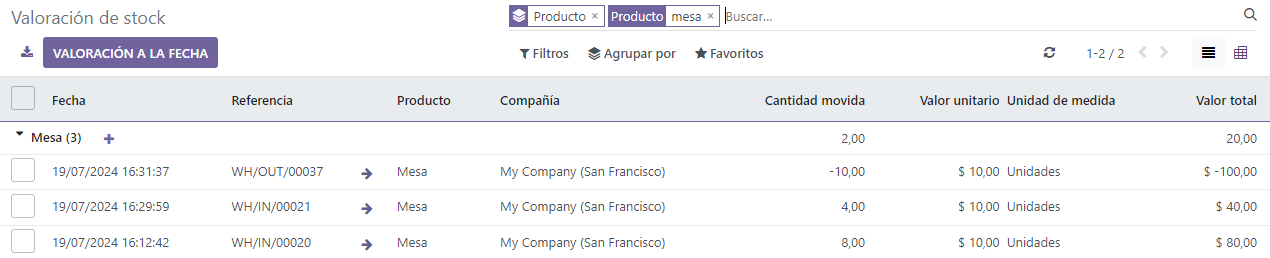 Valoración de stock Producto × Producto mesa × Buscar...
VALORACIÓN A LA FECHA Filtros Agrupar por Favoritos 1-2 / 2
Fecha Referencia Producto Compañía Cantidad movida Valor unitario Unidad de medida Valor total
Mesa (3) 2,00 20,00
19/07/2024 16:31:37 WH/OUT/00037 Mesa My Company (San Francisco) -10,00 $ 10,00 Unidades $ -100,00
19/07/2024 16:29:59 WH/IN/00021 Mesa My Company (San Francisco) 4,00 $ 10,00 Unidades $ 40,00
19/07/2024 16:12:42 WH/IN/00020 Mesa My Company (San Francisco) 8,00 $ 10,00 Unidades $ 80,00